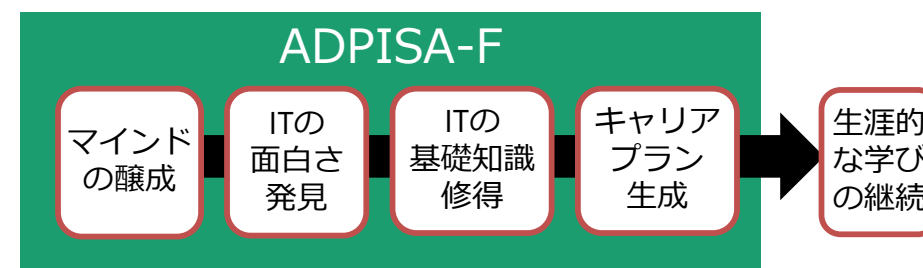 ADPISA-F
マインド
の醸成
ITの
面白さ
発見
ITの
基礎知識
修得
キャリア
プラン
生成
生涯的
な学び
の継続